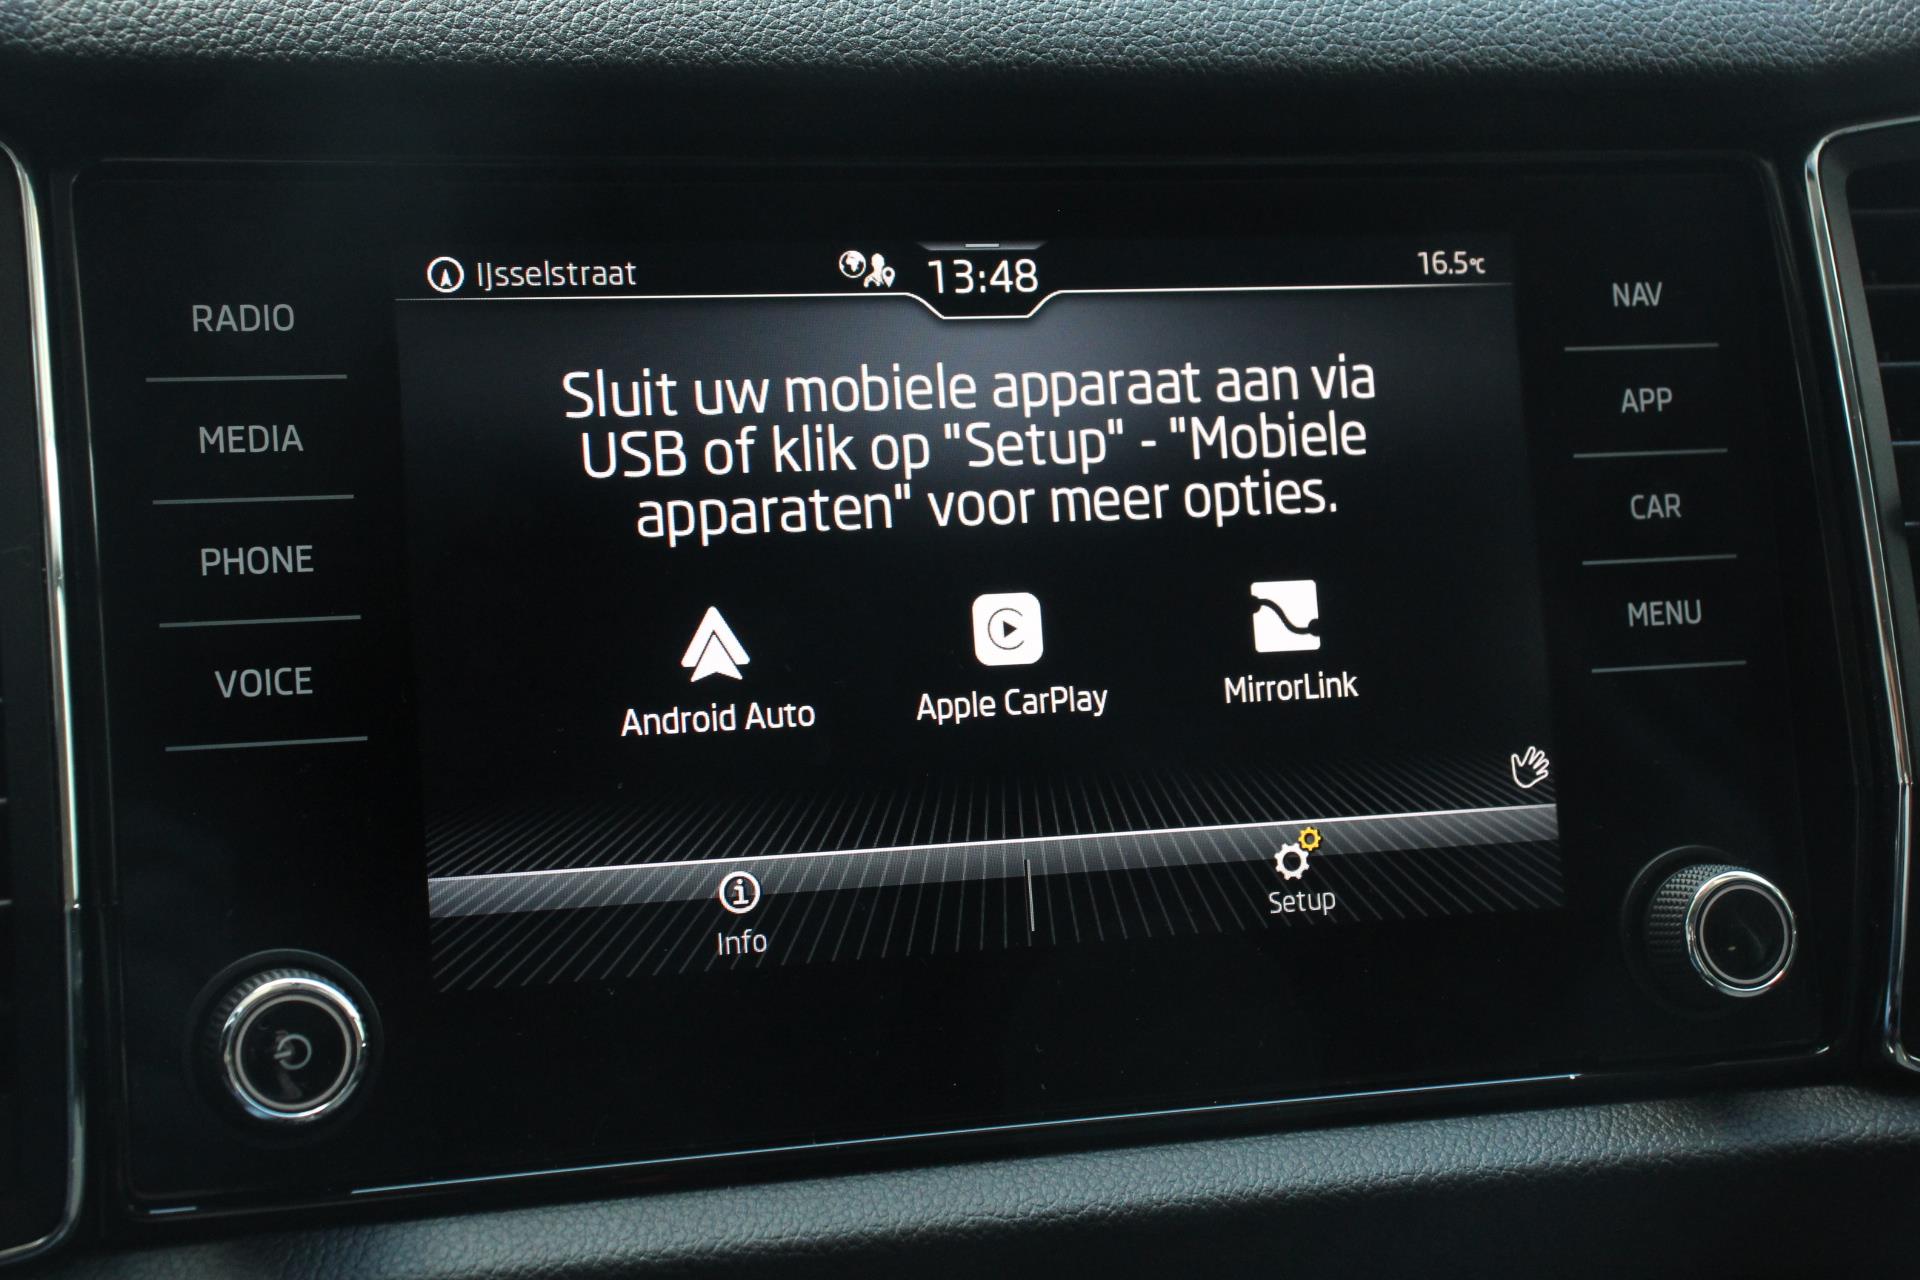 IJsselstraat
13:48
16.5°C
RADIO
MEDIA
PHONE
VOICE
Sluit uw mobiele apparaat aan via
USB of klik op "Setup" - "Mobiele
apparaten" voor meer opties.
Android Auto
Apple CarPlay
MirrorLink
Info
Setup
NAV
APP
CAR
MENU